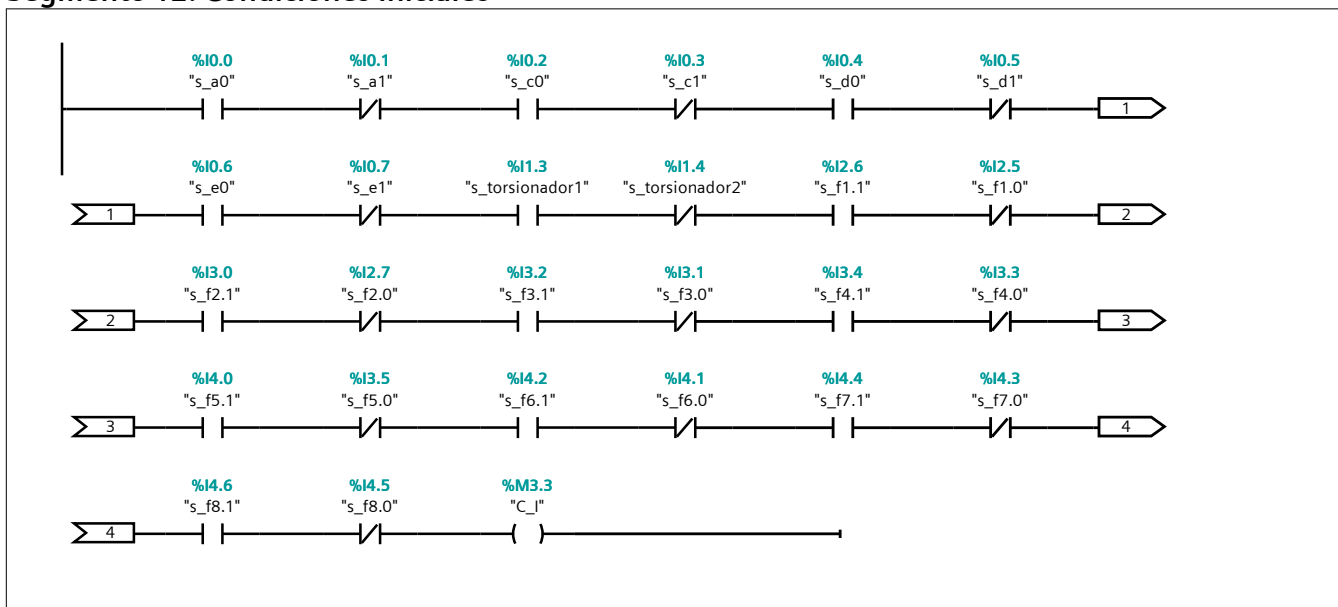 Segmento 12: Condiciones iniciales
%I0.0 %I0.1 %I0.2 %I0.3 %I0.4 %I0.5
"s_a0" "s_a1" "s_c0" "s_c1" "s_d0" "s_d1"
1
%I0.6 %I0.7 %I1.3 %I1.4 %I2.6 %I2.5
"s_e0" "s_e1" "s_torsionador1" "s_torsionador2" "s_f1.1" "s_f1.0"
1 2
%I3.0 %I2.7 %I3.2 %I3.1 %I3.4 %I3.3
"s_f2.1" "s_f2.0" "s_f3.1" "s_f3.0" "s_f4.1" "s_f4.0"
2 3
%I4.0 %I3.5 %I4.2 %I4.1 %I4.4 %I4.3
"s_f5.1" "s_f5.0" "s_f6.1" "s_f6.0" "s_f7.1" "s_f7.0"
3 4
%I4.6 %I4.5 %M3.3
"s_f8.1" "s_f8.0" "C_I"
4